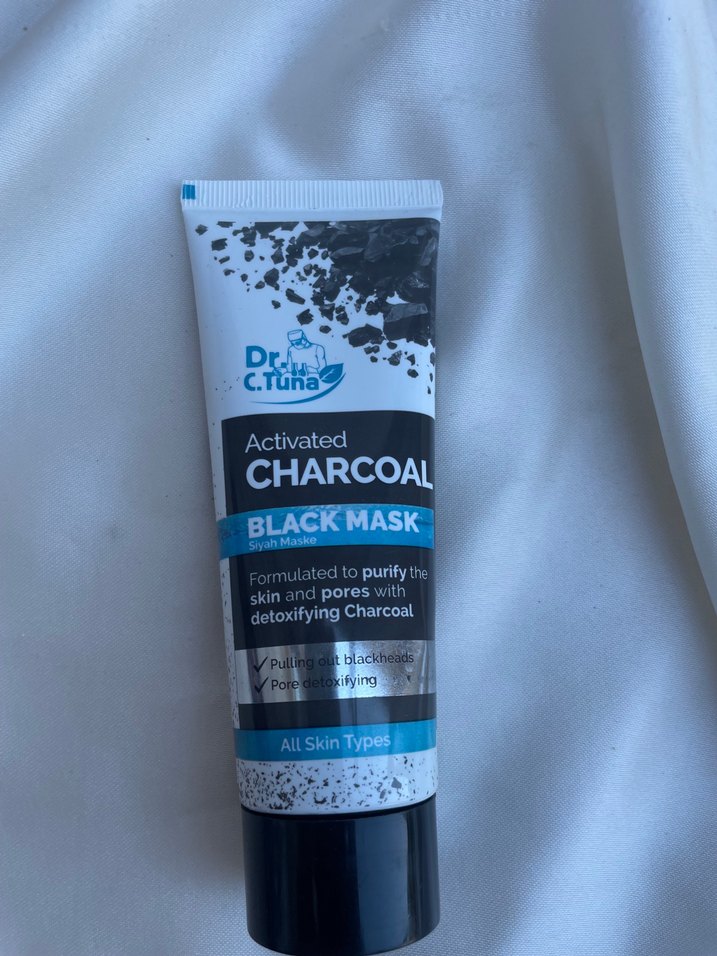 Dr.
C.Tuna
Activated
CHARCOAL
BLACK MASK
Siyah Maske
Formulated to purify the
skin and pores with
detoxifying Charcoal
✓ Pulling out blackheads
✓ Pore detoxifying
All Skin Types